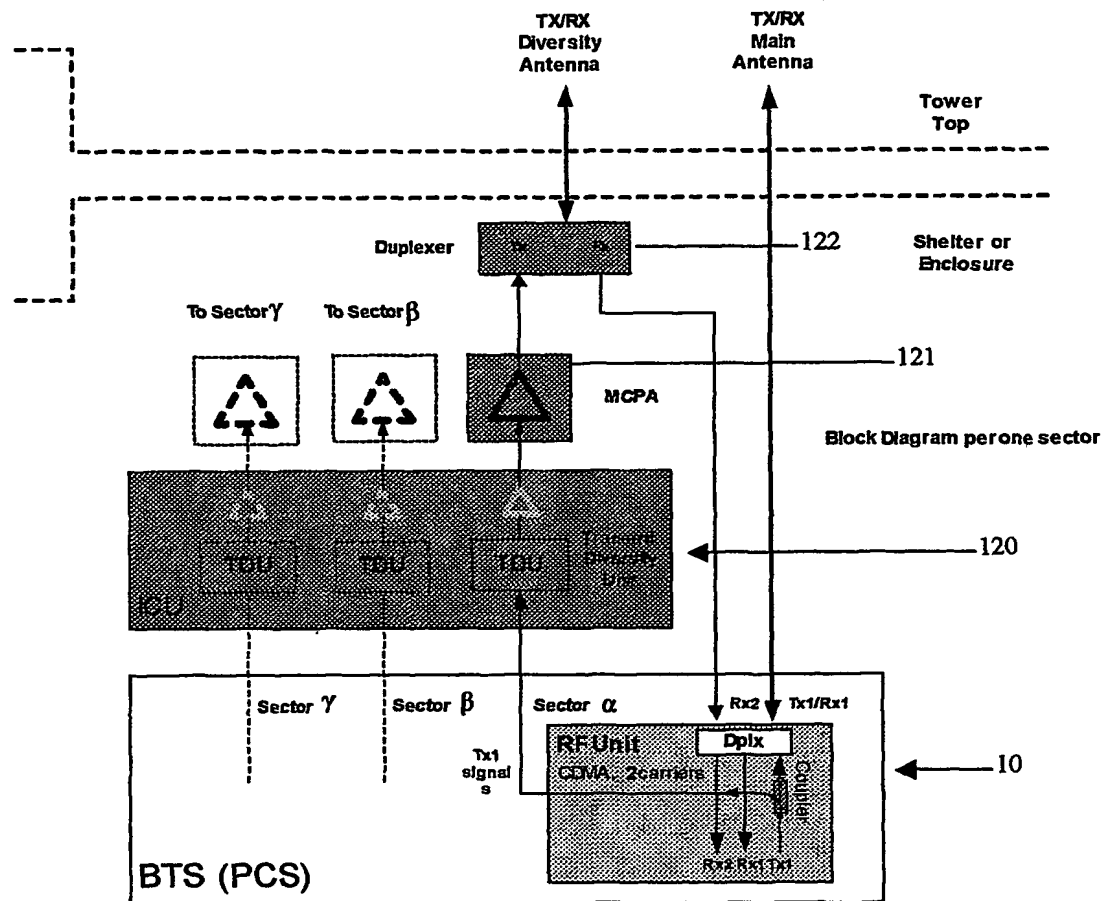 TX/RX
Diversity
Antenna
TX/RX
Main
Antenna
Tower
Top
Duplexer
Tx
Rx
122
Shelter or
Enclosure
To Sector γ
To Sector β
121
MCPA
Block Diagram per one sector
TDU
TDU
TDU
Transmit
Diversity
Unit
120
ICU
Sector γ
Sector β
Sector α
Rx2
Tx1/Rx1
Tx1
signal
s
RF Unit
Dplx
CDMA, 2carriers
Coupler
10
Rx2 Rx1 Tx1
BTS (PCS)